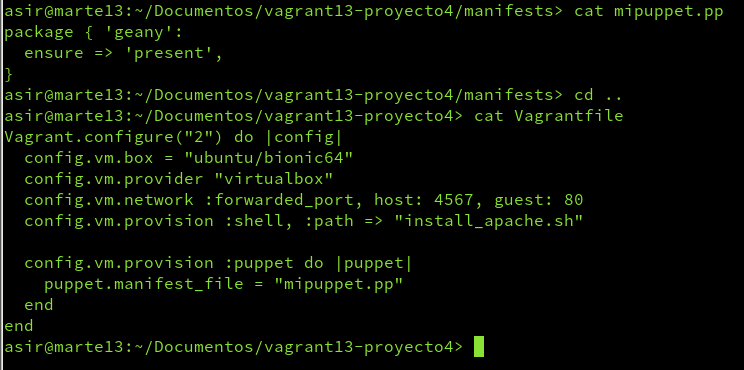 asir@marte13:~/Documentos/vagrant13-proyecto4/manifests> cat mipuppet.pp
package { 'geany':
  ensure => 'present',
}
asir@marte13:~/Documentos/vagrant13-proyecto4/manifests> cd ..
asir@marte13:~/Documentos/vagrant13-proyecto4> cat Vagrantfile
Vagrant.configure("2") do |config|
  config.vm.box = "ubuntu/bionic64"
  config.vm.provider "virtualbox"
  config.vm.network :forwarded_port, host: 4567, guest: 80
  config.vm.provision :shell, :path => "install_apache.sh"

  config.vm.provision :puppet do |puppet|
    puppet.manifest_file = "mipuppet.pp"
  end
end
asir@marte13:~/Documentos/vagrant13-proyecto4>